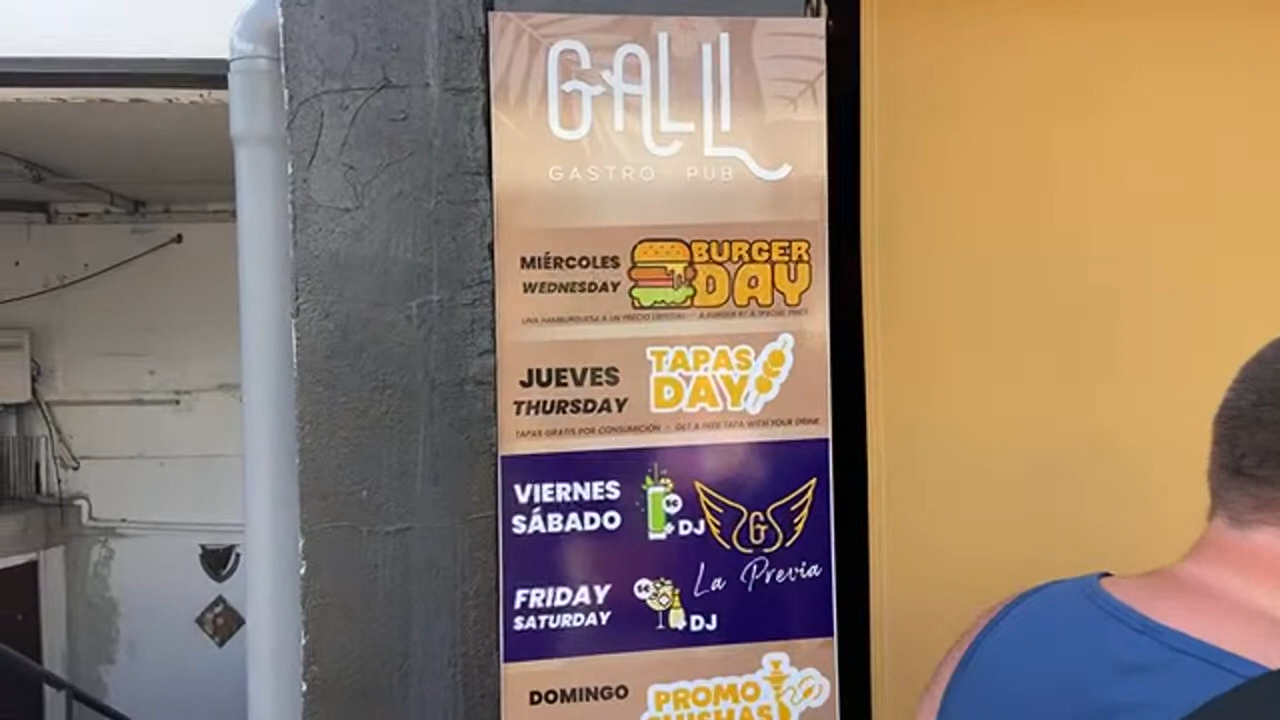 GALLI
GASTRO PUB
MIÉRCOLES
WEDNESDAY
BURGER
DAY
UNA HAMBURGUESA A UN PRECIO ESPECIAL - A BURGER AT A SPECIAL PRICE
JUEVES
THURSDAY
TAPAS
DAY
TAPAS GRATIS POR CONSUMICIÓN - GET A FREE TAPA WITH YOUR DRINK
VIERNES
SÁBADO
+ DJ
G
La Previa
FRIDAY
SATURDAY
+ DJ
DOMINGO
PROMO